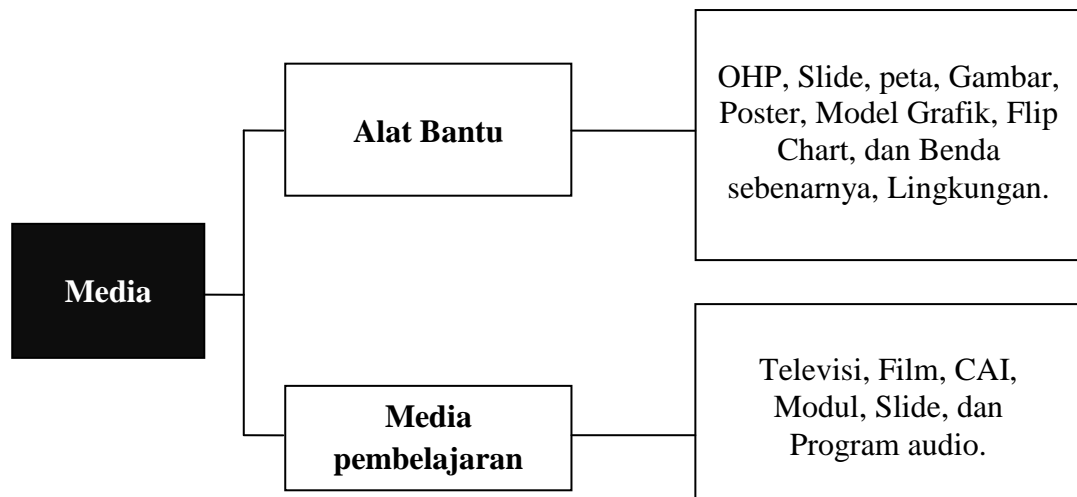 Media
Alat Bantu
OHP, Slide, peta, Gambar,
Poster, Model Grafik, Flip
Chart, dan Benda
sebenarnya, Lingkungan.
Media
pembelajaran
Televisi, Film, CAI,
Modul, Slide, dan
Program audio.